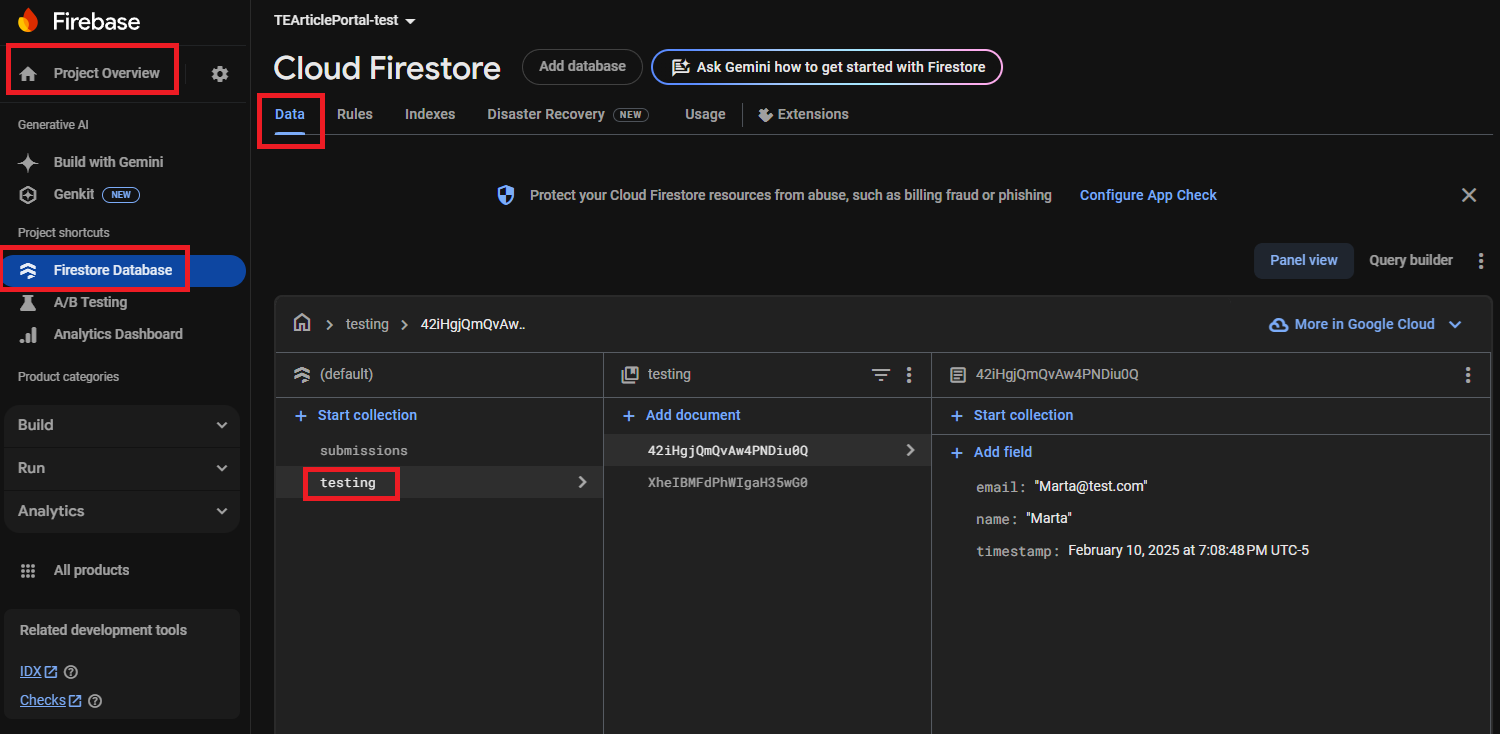 Firebase
Project Overview
Generative AI
Build with Gemini
Genkit NEW
Project shortcuts
Firestore Database
A/B Testing
Analytics Dashboard
Product categories
Build
Run
Analytics
All products
Related development tools
IDX
Checks
TEArticlePortal-test
Cloud Firestore
Add database
Ask Gemini how to get started with Firestore
Data Rules Indexes Disaster Recovery NEW Usage Extensions
Protect your Cloud Firestore resources from abuse, such as billing fraud or phishing Configure App Check
Panel view Query builder
testing 42iHgjQmQvAw..
More in Google Cloud
(default)
+ Start collection
submissions
testing
testing
+ Add document
42iHgjQmQvAw4PNDiu0Q
XheIBMFdPhWIgaH35wG0
42iHgjQmQvAw4PNDiu0Q
+ Start collection
+ Add field
email: "Marta@test.com"
name: "Marta"
timestamp: February 10, 2025 at 7:08:48 PM UTC-5